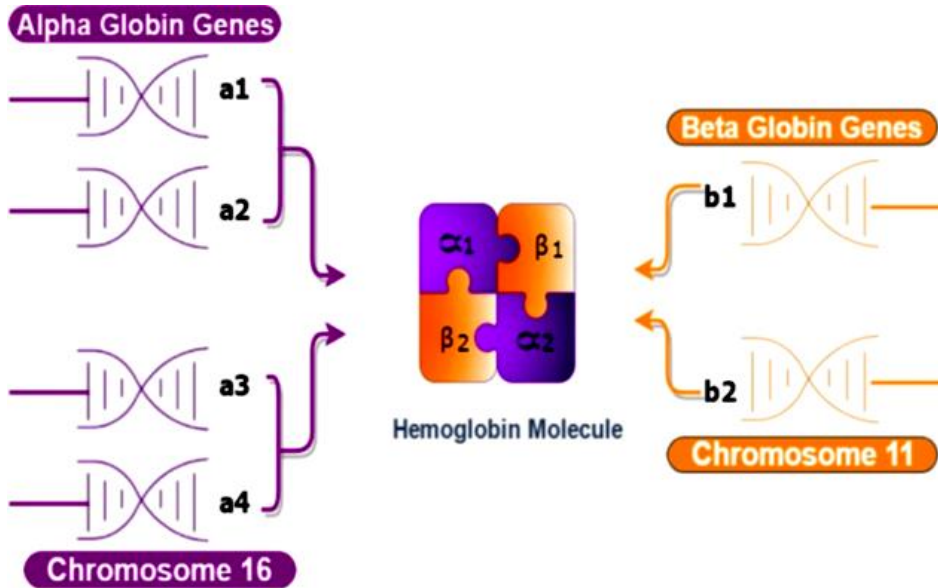 Alpha Globin Genes
a1
a2
a3
a4
Chromosome 16
α1
β1
β2
α2
Hemoglobin Molecule
Beta Globin Genes
b1
b2
Chromosome 11